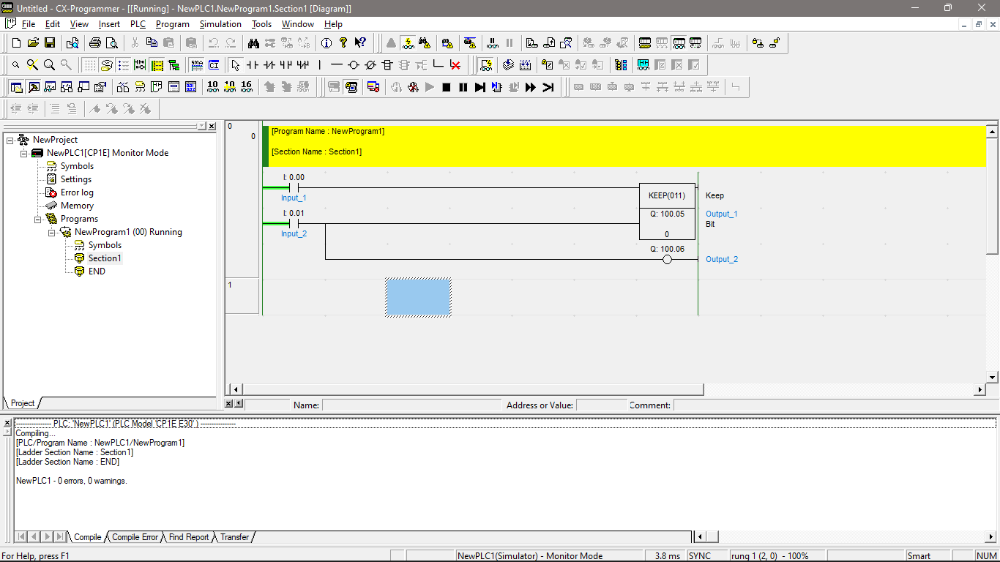 Untitled - CX-Programmer - [[Running] - NewPLC1.NewProgram1.Section1 [Diagram]]
File Edit View Insert PLC Program Simulation Tools Window Help
SMA CI
10 10 16
NewProject
NewPLC1[CP1E] Monitor Mode
Symbols
Settings
Error log
Memory
Programs
NewProgram1 (00) Running
Symbols
Section1
END
Project
0
0
[Program Name : NewProgram1]
[Section Name : Section1]
I: 0.00
Input_1
KEEP(011)
Keep
I: 0.01
Input_2
Q: 100.05
Output_1
Bit
0
Q: 100.06
Output_2
1
Name: Address or Value: Comment:
---------------- PLC: 'NewPLC1' (PLC Model 'CP1E E30' ) ----------------
Compiling...
[PLC/Program Name : NewPLC1/NewProgram1]
[Ladder Section Name : Section1]
[Ladder Section Name : END]
NewPLC1 - 0 errors, 0 warnings.
Compile Compile Error Find Report Transfer
For Help, press F1 NewPLC1(Simulator) - Monitor Mode 3.8 ms SYNC rung 1 (2, 0) - 100% Smart NUM